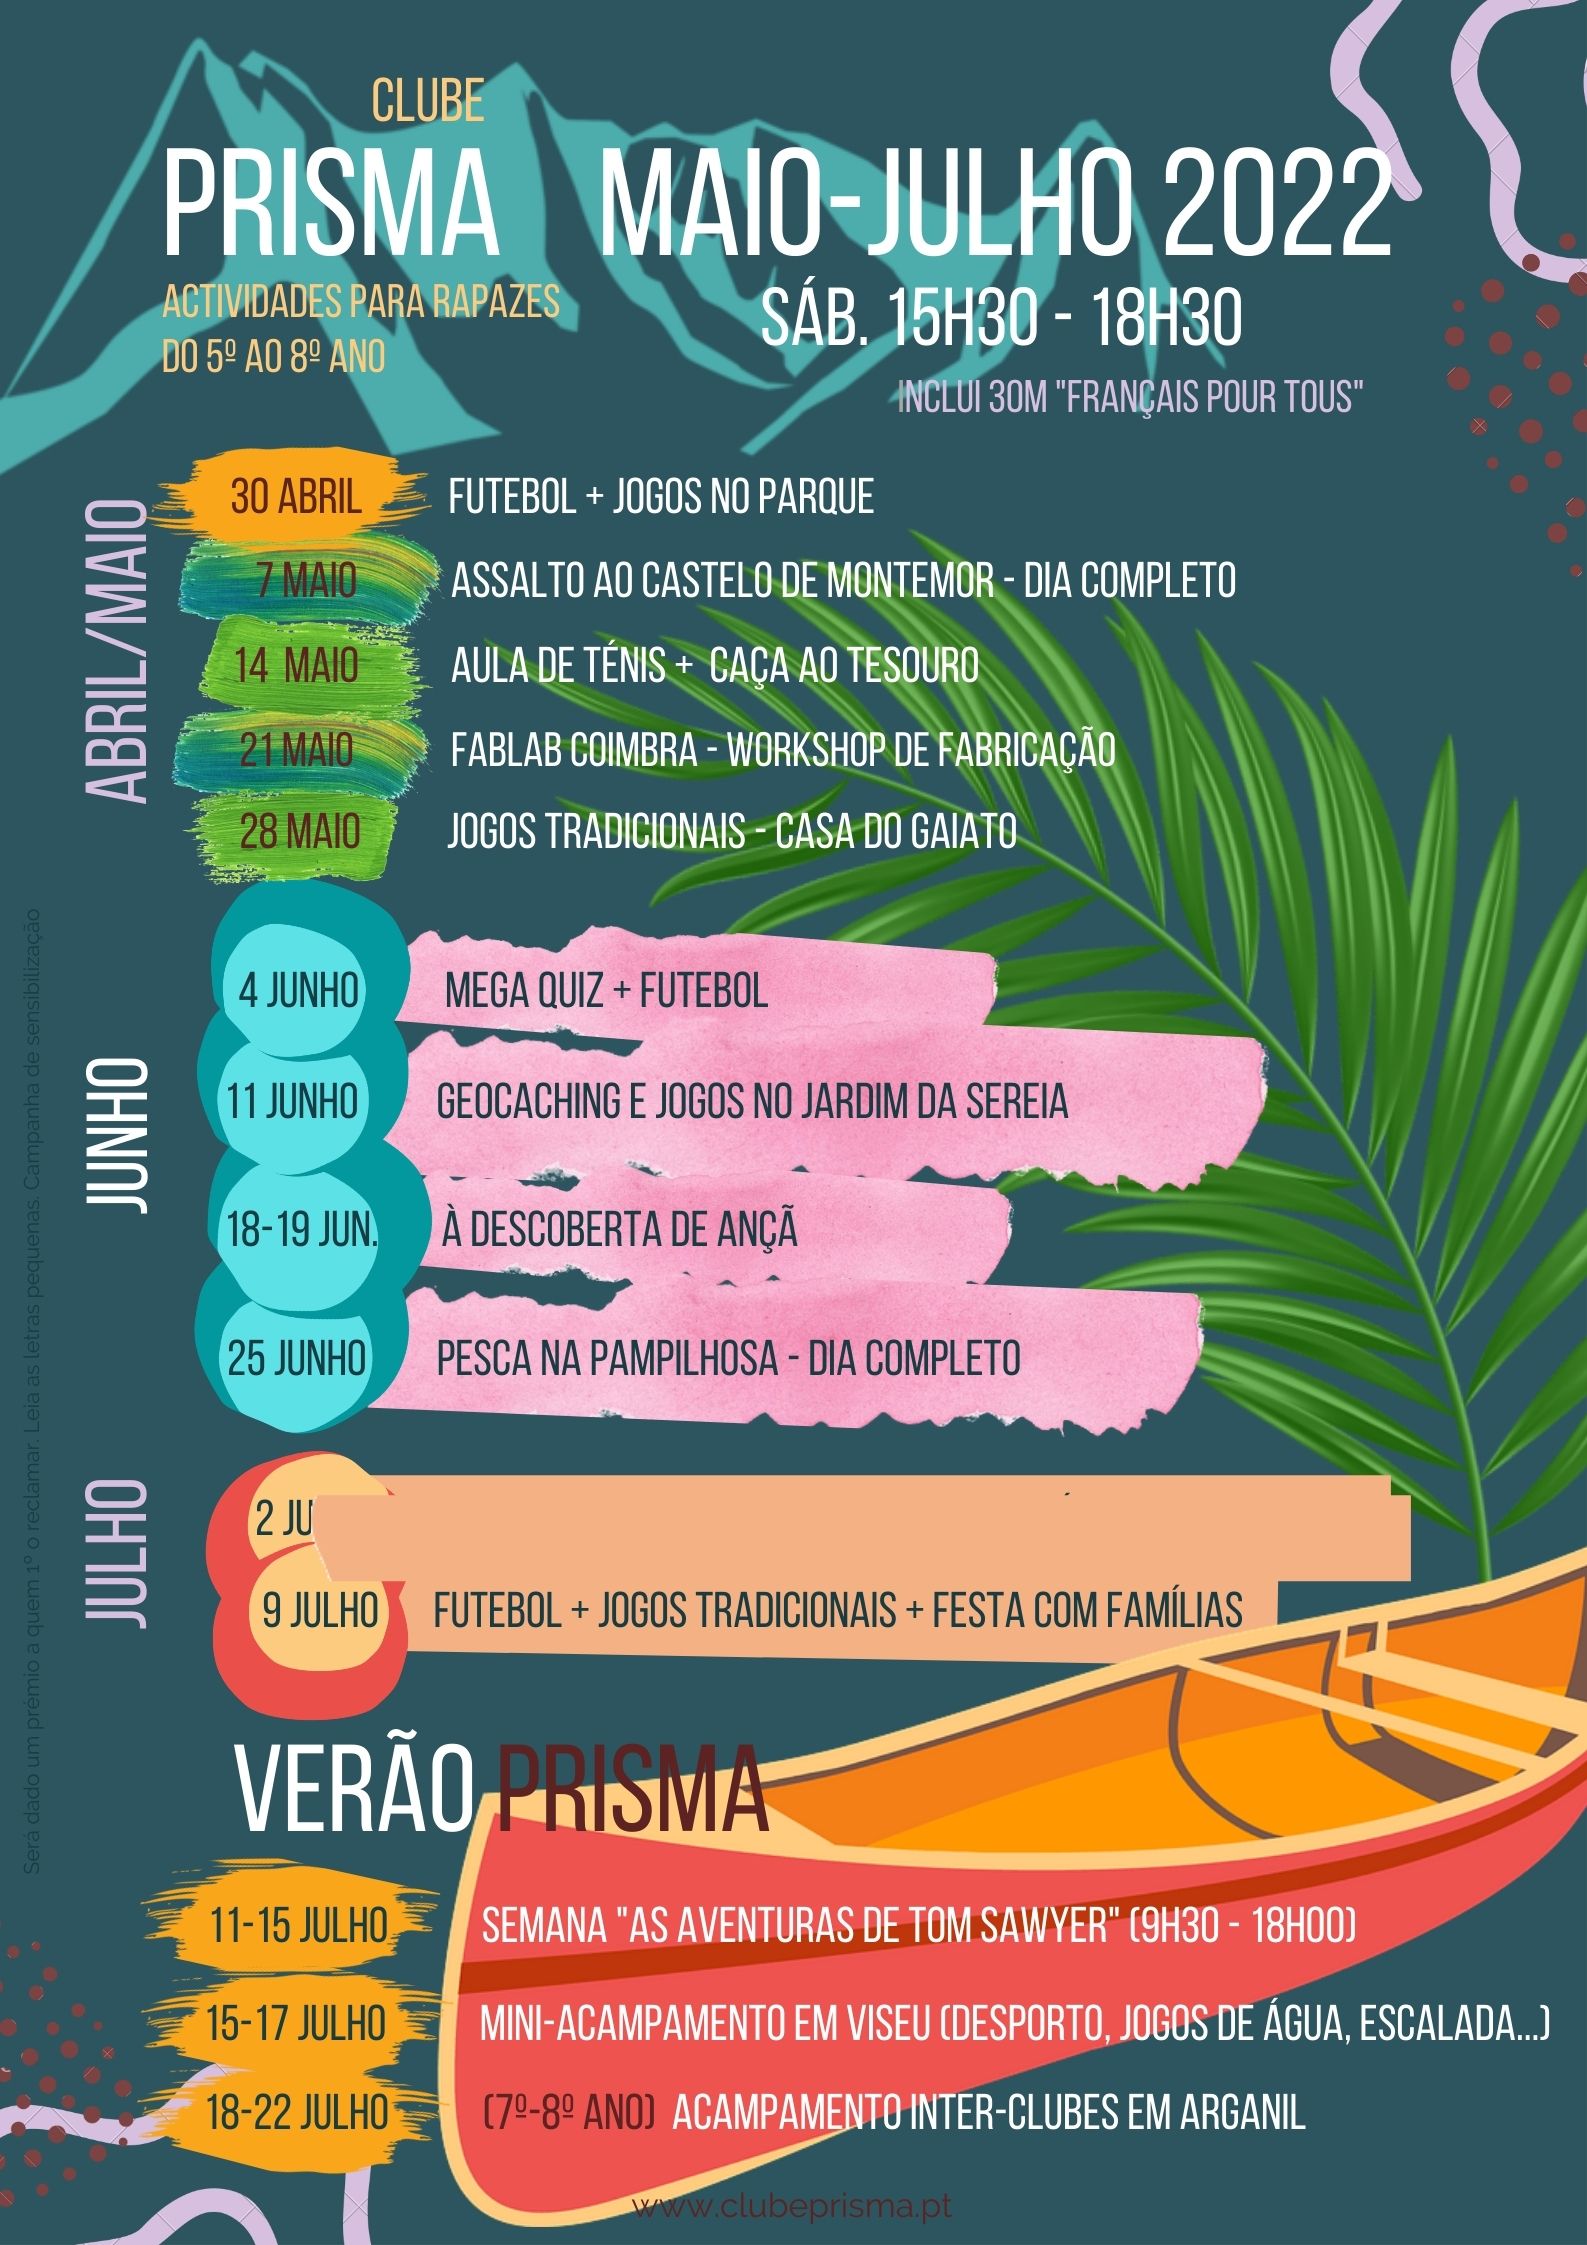 CLUBE
PRISMA MAIO-JULHO 2022
ACTIVIDADES PARA RAPAZES
DO 5º AO 8º ANO
SÁB. 15H30 - 18H30
INCLUI 30M "FRANÇAIS POUR TOUS"
ABRIL/MAIO
30 ABRIL FUTEBOL + JOGOS NO PARQUE
7 MAIO ASSALTO AO CASTELO DE MONTEMOR - DIA COMPLETO
14 MAIO AULA DE TÉNIS + CAÇA AO TESOURO
21 MAIO FABLAB COIMBRA - WORKSHOP DE FABRICAÇÃO
28 MAIO JOGOS TRADICIONAIS - CASA DO GAIATO
JUNHO
4 JUNHO MEGA QUIZ + FUTEBOL
11 JUNHO GEOCACHING E JOGOS NO JARDIM DA SEREIA
18-19 JUN. À DESCOBERTA DE ANÇÃ
25 JUNHO PESCA NA PAMPILHOSA - DIA COMPLETO
JULHO
2 JU
9 JULHO FUTEBOL + JOGOS TRADICIONAIS + FESTA COM FAMÍLIAS
VERÃO PRISMA
11-15 JULHO SEMANA "AS AVENTURAS DE TOM SAWYER" (9H30 - 18H00)
15-17 JULHO MINI-ACAMPAMENTO EM VISEU (DESPORTO, JOGOS DE ÁGUA, ESCALADA...)
18-22 JULHO (7º-8º ANO) ACAMPAMENTO INTER-CLUBES EM ARGANIL
www.clubeprisma.pt
Será dado um prémio a quem 1º o reclamar. Leia as letras pequenas. Campanha de sensibilização